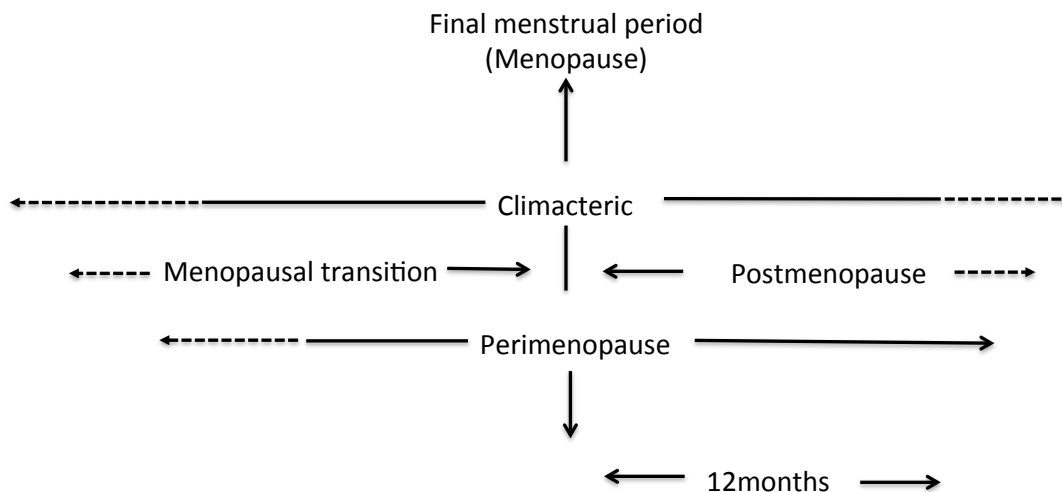 Final menstrual period
(Menopause)
Climacteric
Menopausal transition
Postmenopause
Perimenopause
12months